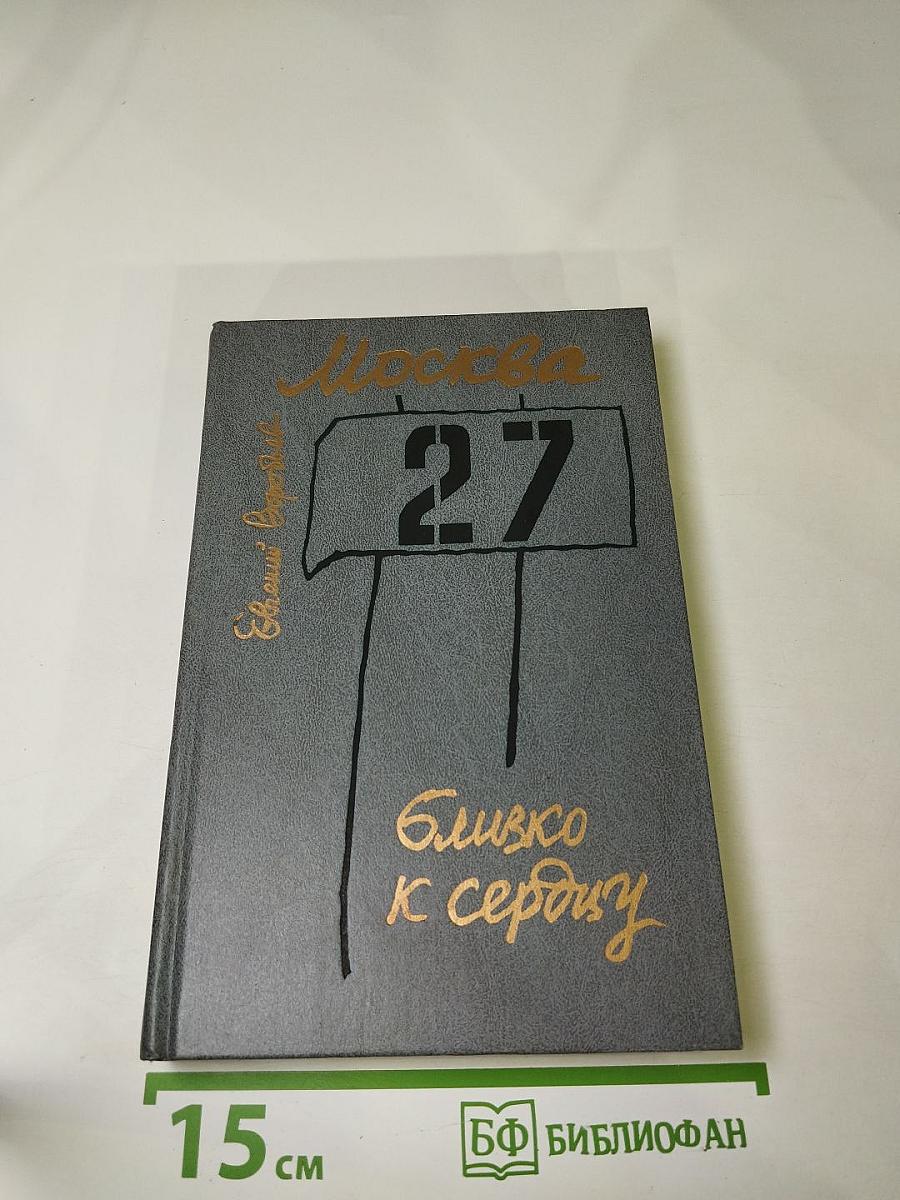 Москва
27
Евгений Воробьев
близко
к сердцу
15 см
БФ БИБЛИОФАН